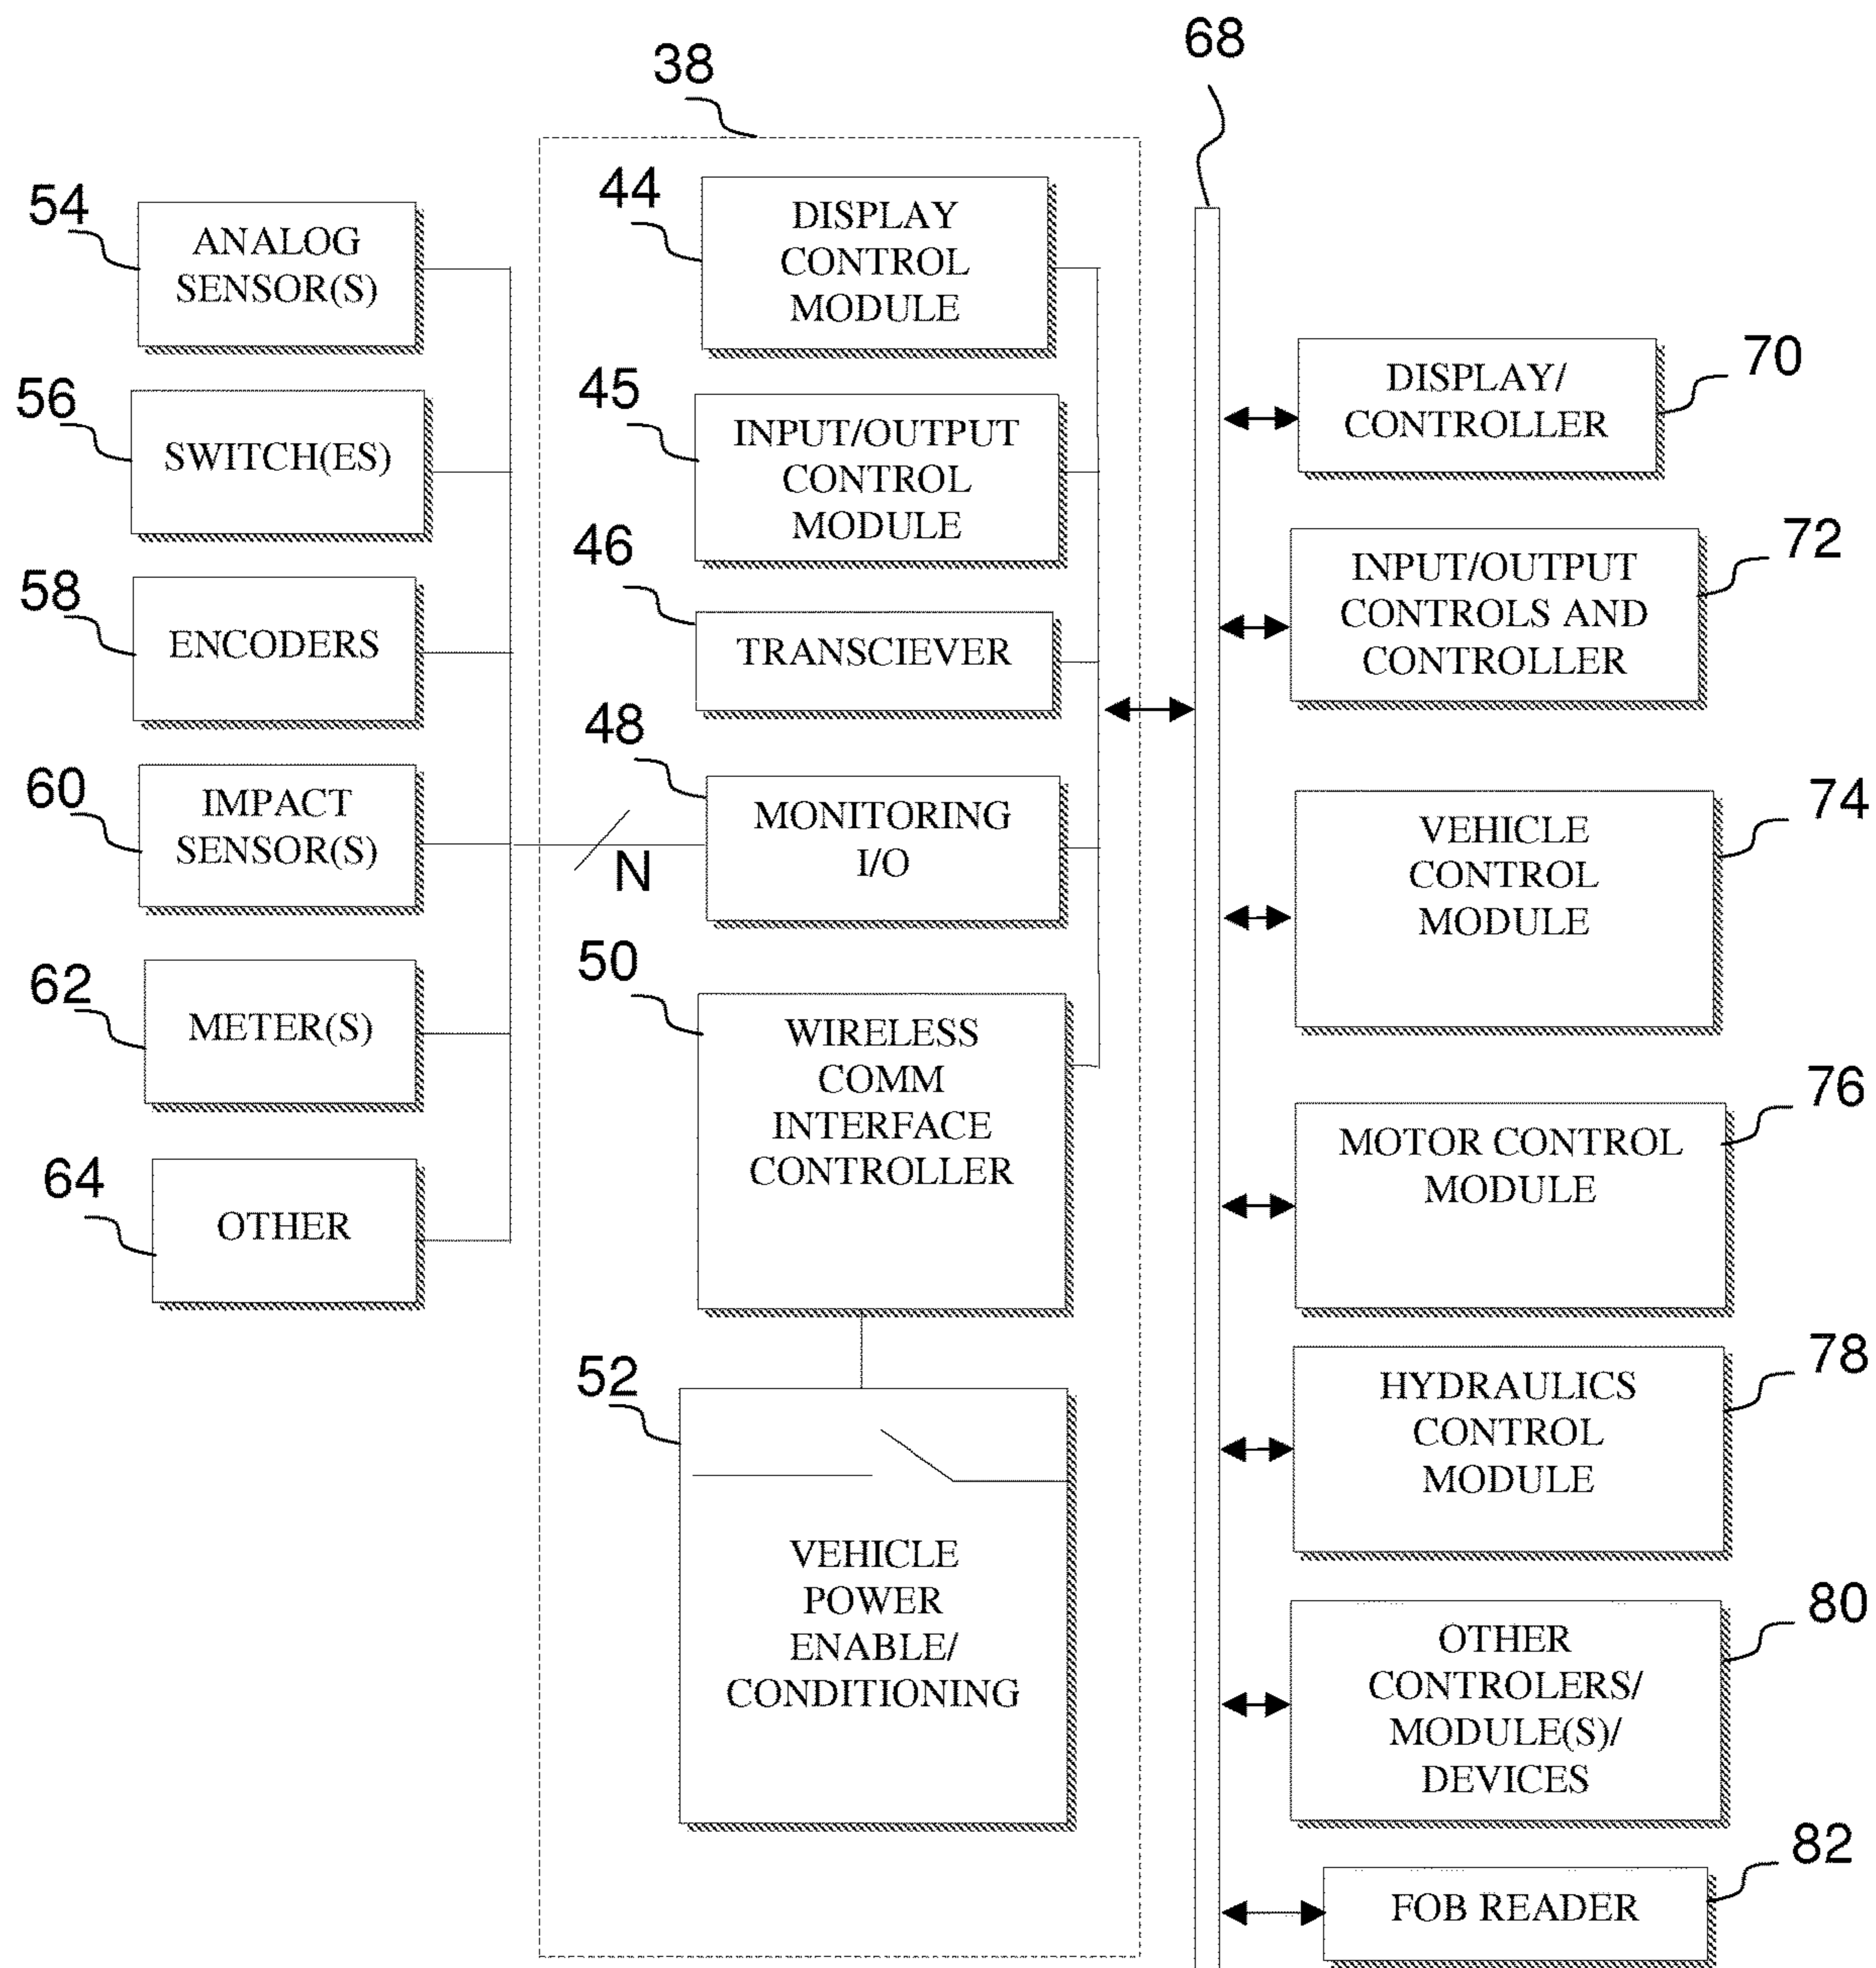 38
68
54
ANALOG
SENSOR(S)
56
SWITCH(ES)
58
ENCODERS
60
IMPACT
SENSOR(S)
62
METER(S)
64
OTHER
44
DISPLAY
CONTROL
MODULE
45
INPUT/OUTPUT
CONTROL
MODULE
46
TRANSCIEVER
48
MONITORING
I/O
N
50
WIRELESS
COMM
INTERFACE
CONTROLLER
52
VEHICLE
POWER
ENABLE/
CONDITIONING
DISPLAY/
CONTROLLER
70
INPUT/OUTPUT
CONTROLS AND
CONTROLLER
72
VEHICLE
CONTROL
MODULE
74
MOTOR CONTROL
MODULE
76
HYDRAULICS
CONTROL
MODULE
78
OTHER
CONTROLERS/
MODULE(S)/
DEVICES
80
FOB READER
82